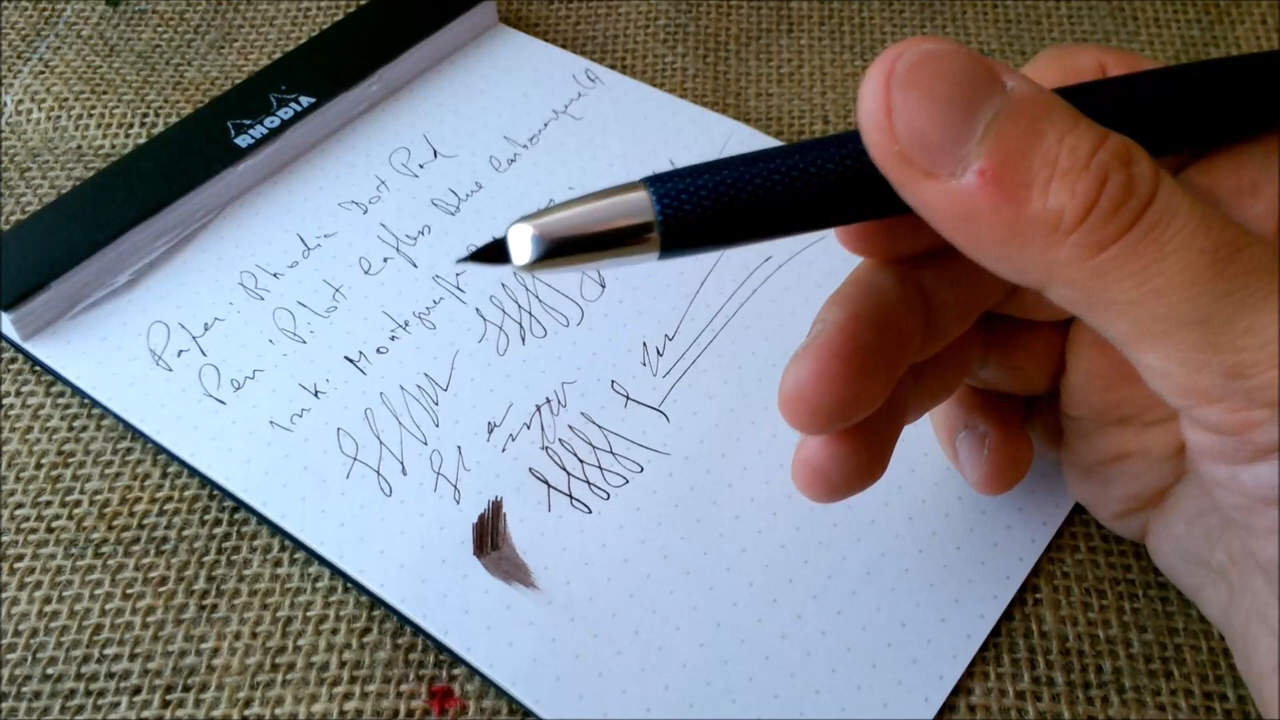 RHODIA
Paper: Rhodia Dot Pad
Pen: Pilot Capless Blue Carbonesque (F)
Ink: Montegrappa